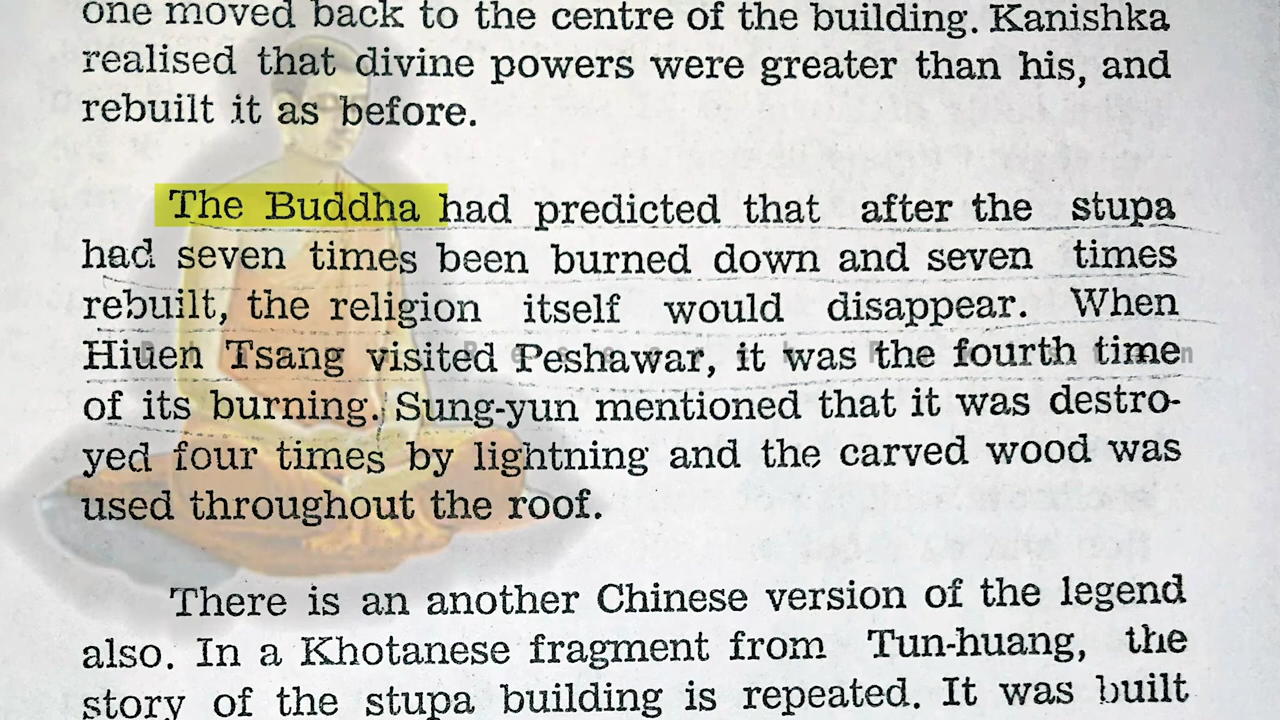 one moved back to the centre of the building. Kanishka
realised that divine powers were greater than his, and
rebuilt it as before.
The Buddha had predicted that after the stupa
had seven times been burned down and seven times
rebuilt, the religion itself would disappear. When
Hiuen Tsang visited Peshawar, it was the fourth time
of its burning. Sung-yun mentioned that it was destro-
yed four times by lightning and the carved wood was
used throughout the roof.
There is an another Chinese version of the legend
also. In a Khotanese fragment from Tun-huang, the
story of the stupa building is repeated. It was built